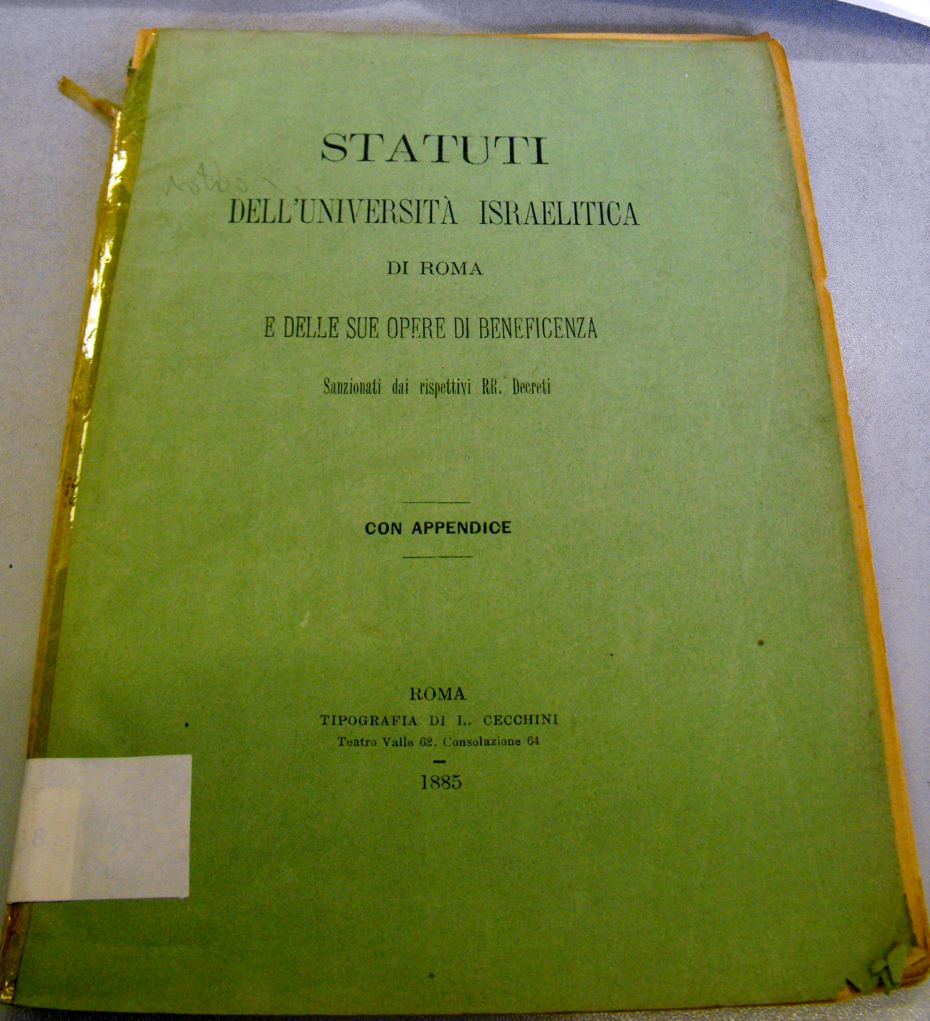 STATUTI
DELL'UNIVERSITÀ ISRAELITICA
DI ROMA
E DELLE SUE OPERE DI BENEFICENZA
Sanzionati dai rispettivi RR. Decreti
CON APPENDICE
ROMA
TIPOGRAFIA DI L. CECCHINI
Teatro Valle 62. Consolazione 64
1885